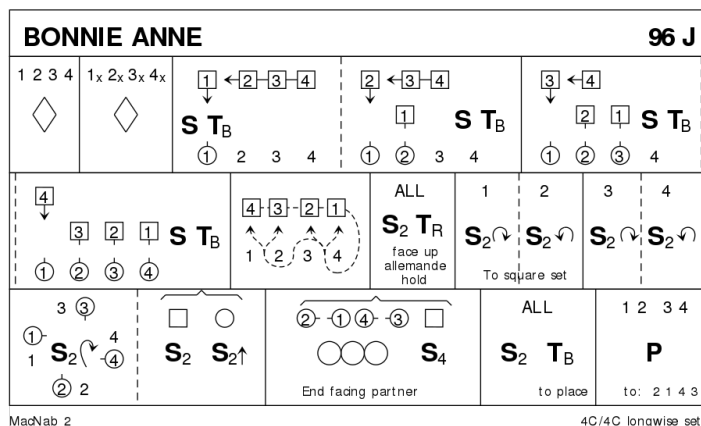 BONNIE ANNE 96 J
1 2 3 4
1x 2x 3x 4x
1 2 3 4
S TB
1 2 3 4
2 3 4
1
S TB
1 2 3 4
3 4
2 1
S TB
1 2 3 4
4
3 2 1 S TB
1 2 3 4
4 3 2 1
1 2 3 4
ALL
S2 TR
face up
allemande
hold
1 2 3 4
S2 S2 S2 S2
To square set
3 3
1 4
S2
1 4
2 2
S2 S2
2 1 4 3
S4
End facing partner
ALL
S2 TB
to place
1 2 3 4
P
to: 2 1 4 3
MacNab 2 4C/4C longwise set